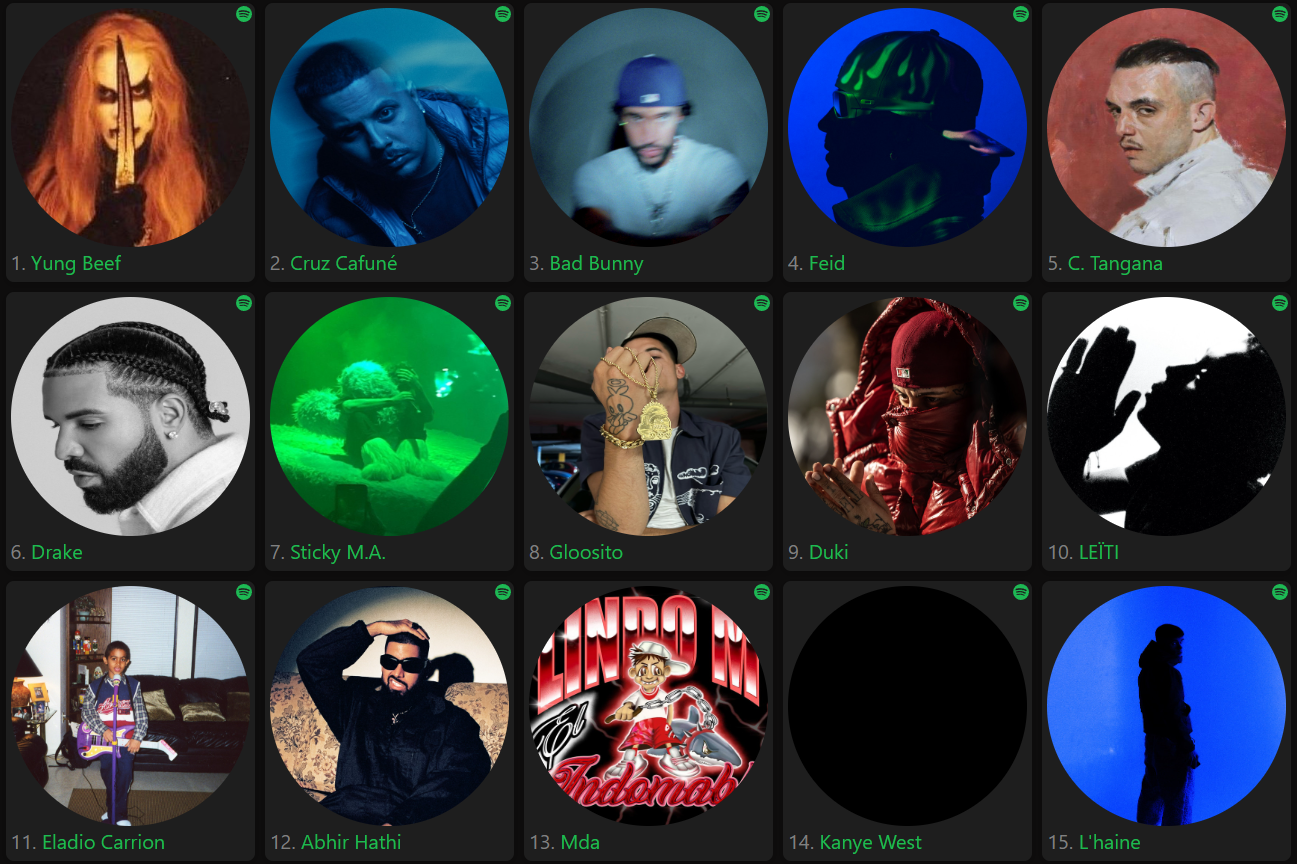 1. Yung Beef
2. Cruz Cafuné
3. Bad Bunny
4. Feid
5. C. Tangana
6. Drake
7. Sticky M.A.
8. Gloosito
9. Duki
10. LEÏTI
LINDO M
El
Indomabl
11. Eladio Carrion
12. Abhir Hathi
13. Mda
14. Kanye West
15. L'haine